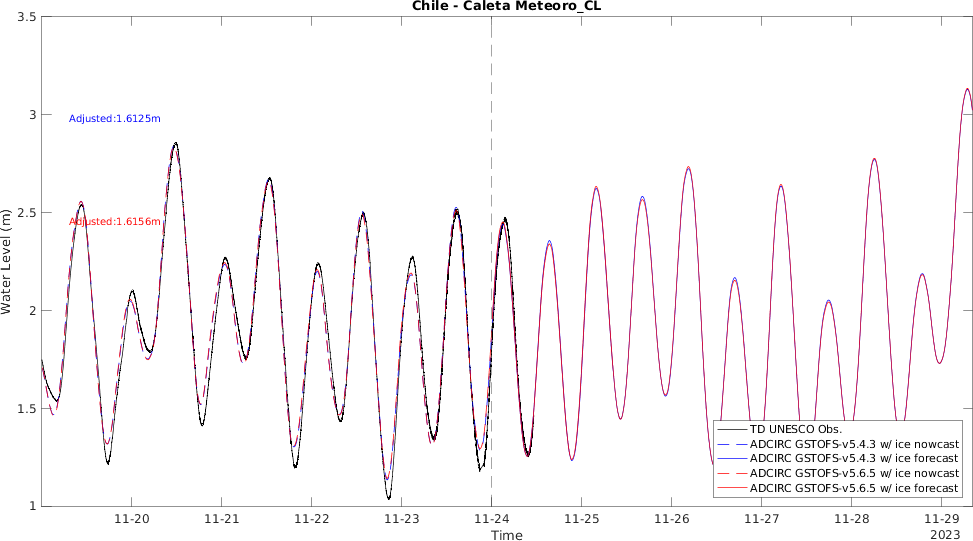 Chile - Caleta Meteoro_CL
3.5
3
2.5
2
1.5
1
Water Level (m)
Adjusted:1.6125m
Adjusted:1.6156m
TD UNESCO Obs.
ADCIRC GSTOFS-v5.4.3 w/ ice nowcast
ADCIRC GSTOFS-v5.4.3 w/ ice forecast
ADCIRC GSTOFS-v5.6.5 w/ ice nowcast
ADCIRC GSTOFS-v5.6.5 w/ ice forecast
11-20 11-21 11-22 11-23 11-24 11-25 11-26 11-27 11-28 11-29
2023
Time